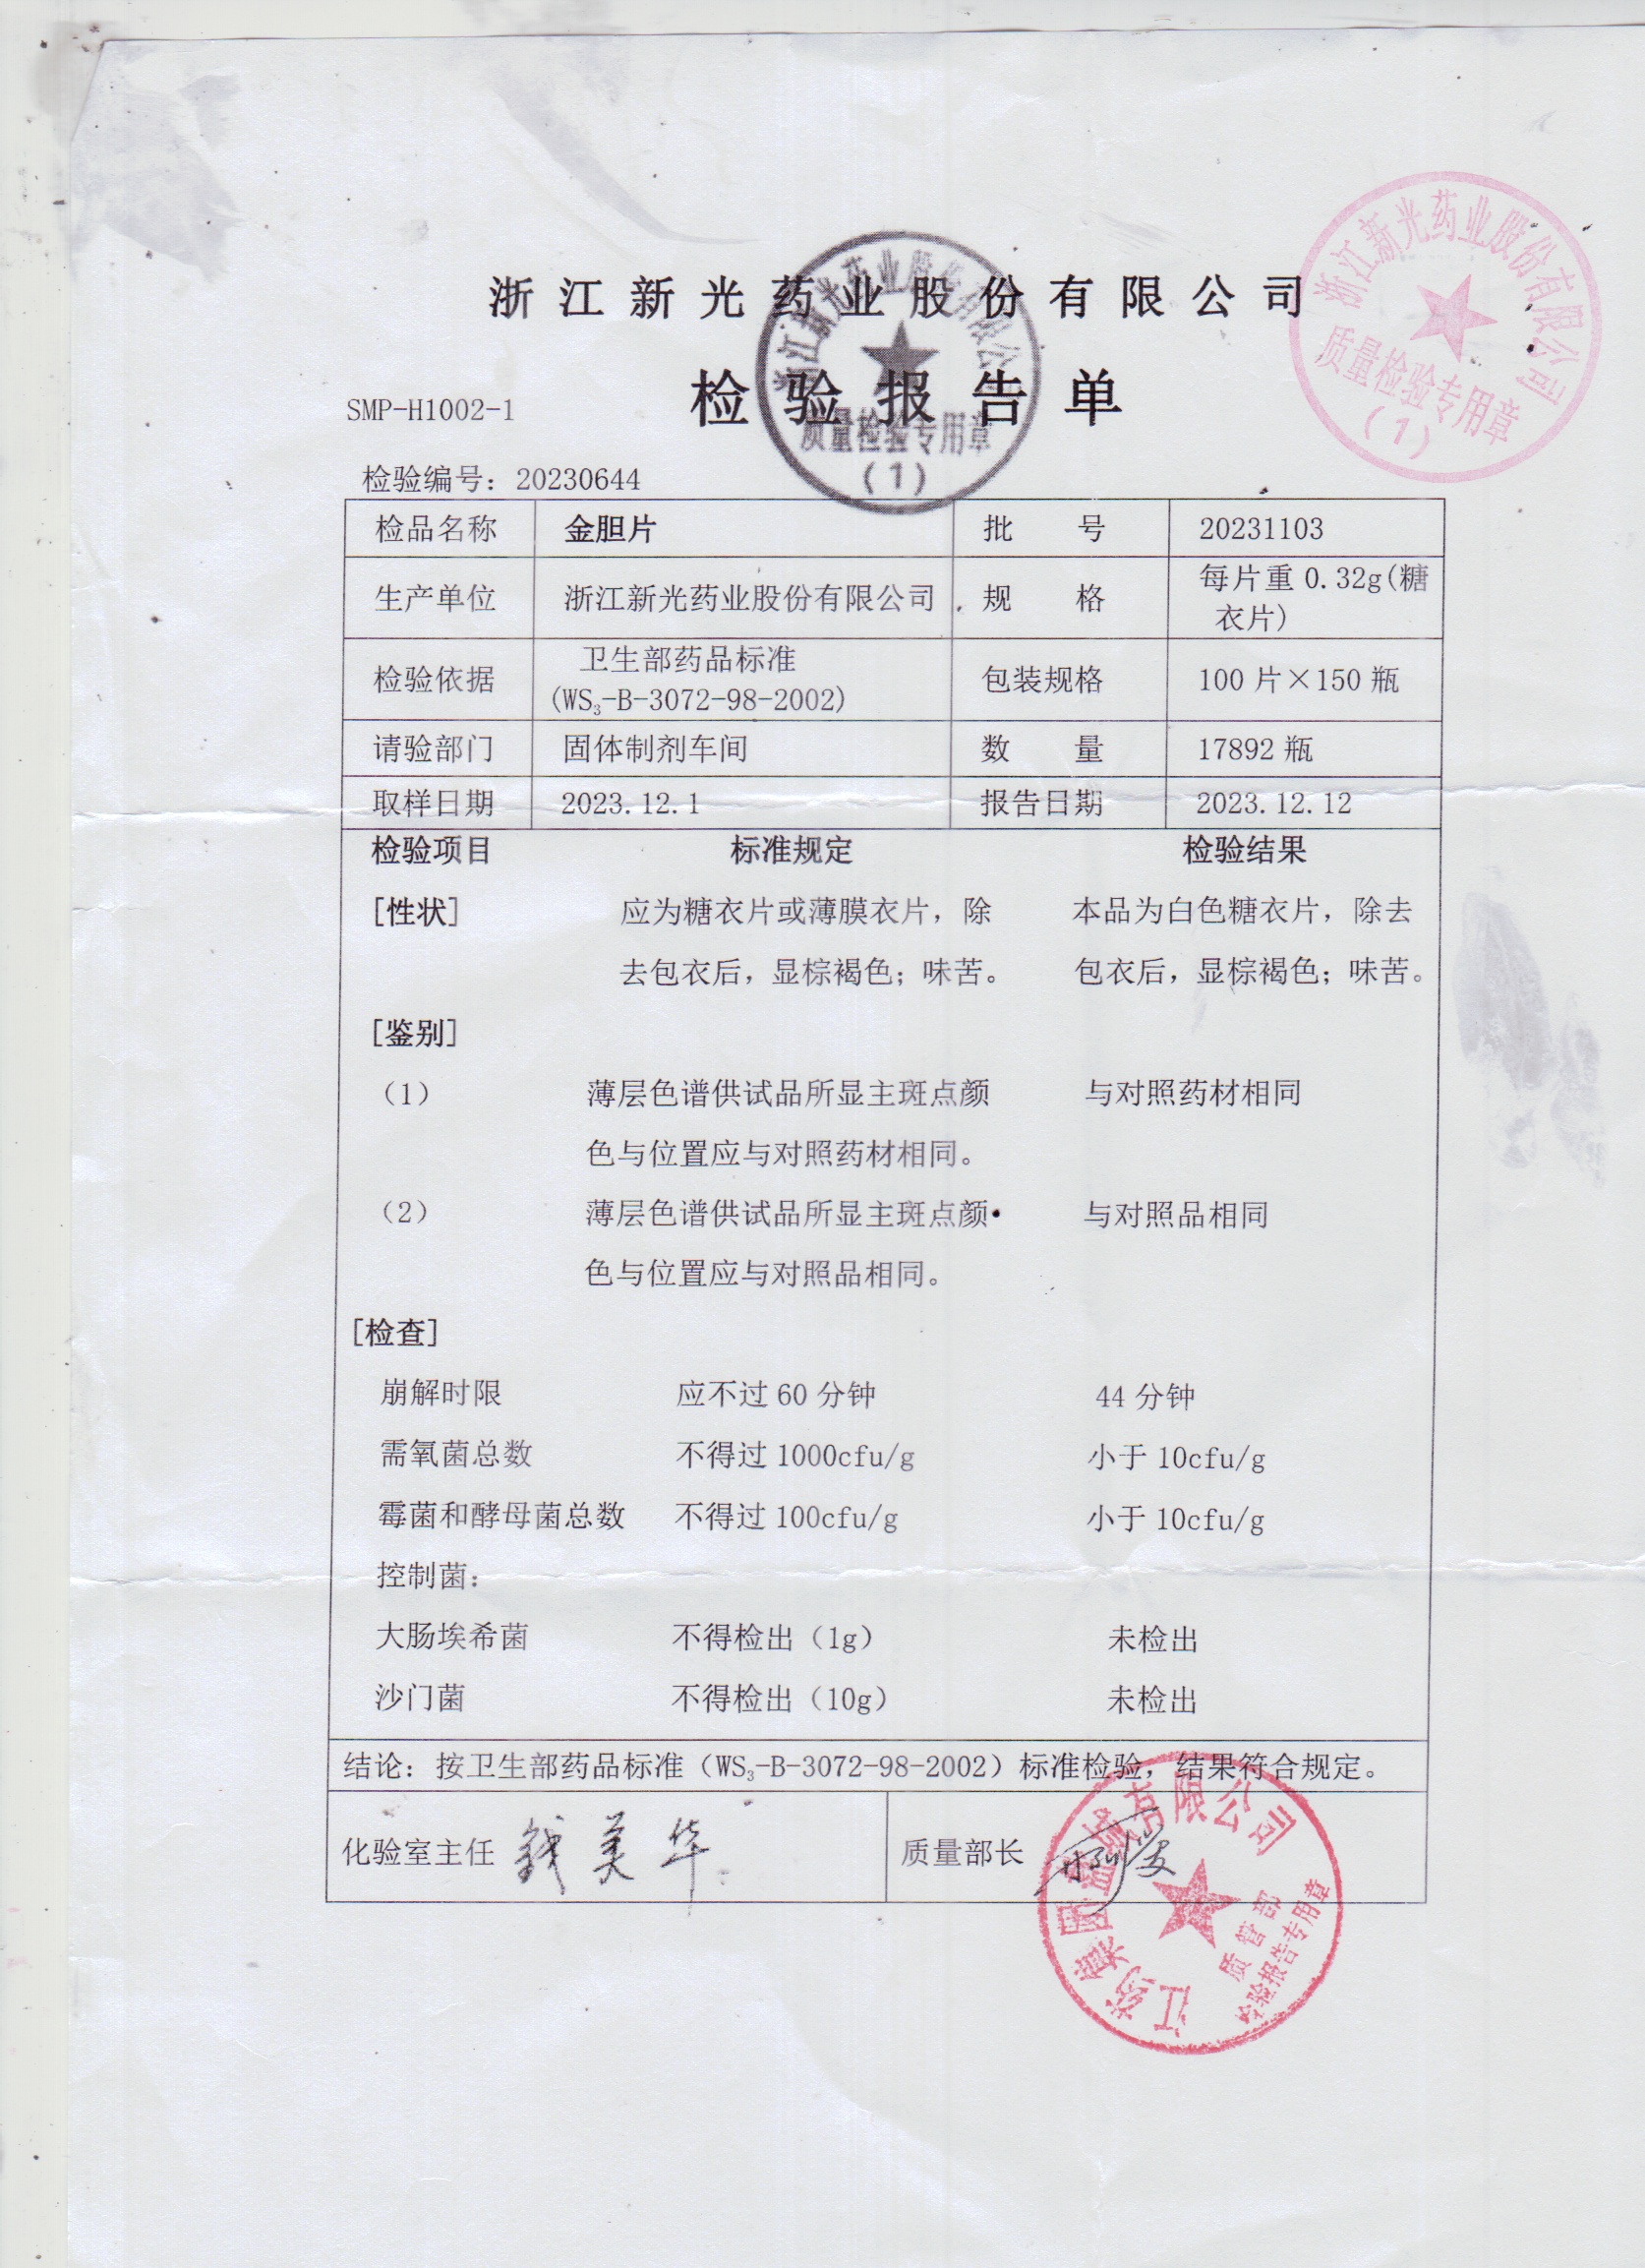 浙江新光药业股份有限公司
检验报告单
SMP-H1002-1
浙江新光药业股份有限公司
质量检验专用章
(1)
浙江新光药业股份有限公司
质量检验专用章
(1)
检验编号：20230644
检品名称 金胆片 批 号 20231103
生产单位 浙江新光药业股份有限公司 规 格 每片重 0.32g(糖
衣片)
检验依据 卫生部药品标准
(WS₃-B-3072-98-2002) 包装规格 100 片×150 瓶
请验部门 固体制剂车间 数 量 17892 瓶
取样日期 2023.12.1 报告日期 2023.12.12
检验项目 标准规定 检验结果
[性状] 应为糖衣片或薄膜衣片，除 本品为白色糖衣片，除去
去包衣后，显棕褐色；味苦。 包衣后，显棕褐色；味苦。
[鉴别]
（1） 薄层色谱供试品所显主斑点颜 与对照药材相同
色与位置应与对照药材相同。
（2） 薄层色谱供试品所显主斑点颜 与对照品相同
色与位置应与对照品相同。
[检查]
崩解时限 应不过 60 分钟 44 分钟
需氧菌总数 不得过 1000cfu/g 小于 10cfu/g
霉菌和酵母菌总数 不得过 100cfu/g 小于 10cfu/g
控制菌：
大肠埃希菌 不得检出（1g） 未检出
沙门菌 不得检出（10g） 未检出
结论：按卫生部药品标准（WS₃-B-3072-98-2002）标准检验，结果符合规定。
化验室主任 钱美华 质量部长
有限公司
质管部
检验报告专用章